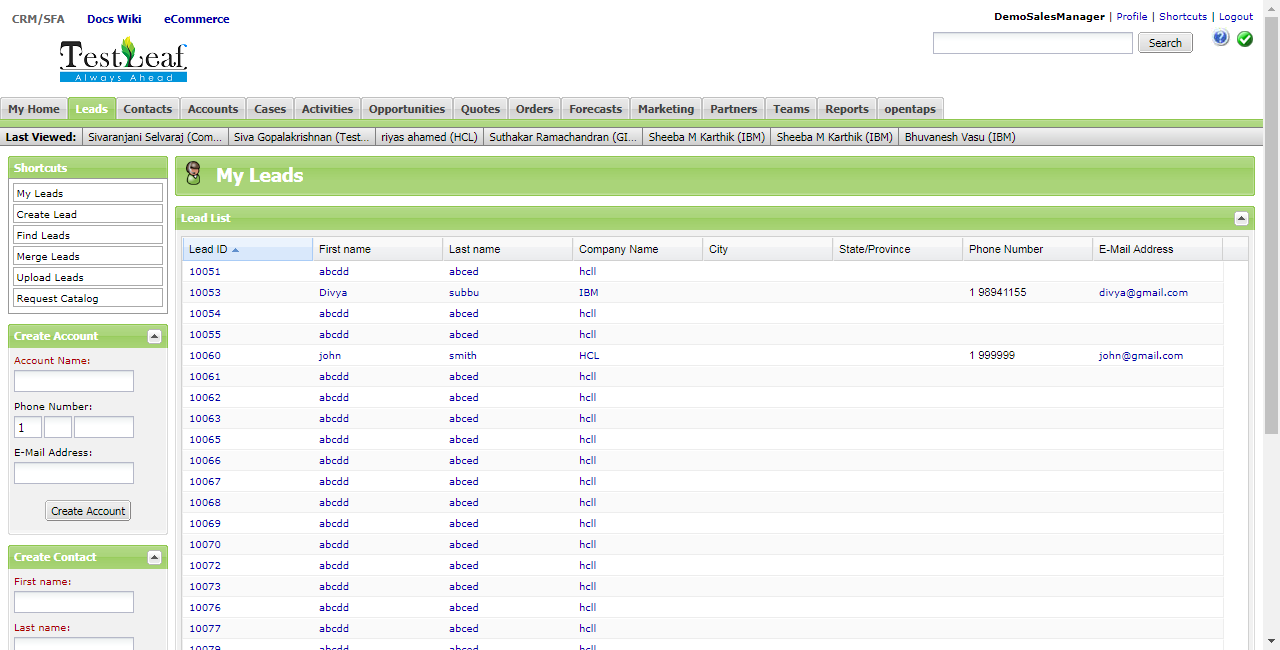 CRM/SFA Docs Wiki eCommerce
DemoSalesManager | Profile | Shortcuts | Logout
TestLeaf
Always Ahead
Search
My Home Leads Contacts Accounts Cases Activities Opportunities Quotes Orders Forecasts Marketing Partners Teams Reports opentaps
Last Viewed: Sivaranjani Selvaraj (Com... Siva Gopalakrishnan (Test... riyas ahamed (HCL) Suthakar Ramachandran (GI... Sheeba M Karthik (IBM) Sheeba M Karthik (IBM) Bhuvanesh Vasu (IBM)
Shortcuts
My Leads
Create Lead
Find Leads
Merge Leads
Upload Leads
Request Catalog
Create Account
Account Name:
Phone Number:
1
E-Mail Address:
Create Account
Create Contact
First name:
Last name:
My Leads
Lead List
Lead ID First name Last name Company Name City State/Province Phone Number E-Mail Address
10051 abcdd abced hcll
10053 Divya subbu IBM 1 98941155 divya@gmail.com
10054 abcdd abced hcll
10055 abcdd abced hcll
10060 john smith HCL 1 999999 john@gmail.com
10061 abcdd abced hcll
10062 abcdd abced hcll
10063 abcdd abced hcll
10065 abcdd abced hcll
10066 abcdd abced hcll
10067 abcdd abced hcll
10068 abcdd abced hcll
10069 abcdd abced hcll
10070 abcdd abced hcll
10072 abcdd abced hcll
10073 abcdd abced hcll
10076 abcdd abced hcll
10077 abcdd abced hcll
10079 abcdd abced hcll